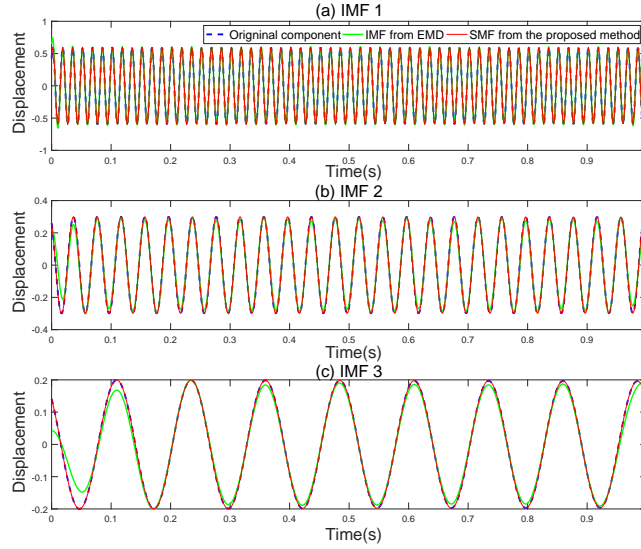 (a) IMF 1
Origninal component IMF from EMD SMF from the proposed method
Displacement
1
0.5
0
-0.5
-1
0 0.1 0.2 0.3 0.4 0.5 0.6 0.7 0.8 0.9
Time(s)
(b) IMF 2
Displacement
0.4
0.2
0
-0.2
-0.4
0 0.1 0.2 0.3 0.4 0.5 0.6 0.7 0.8 0.9
Time(s)
(c) IMF 3
Displacement
0.2
0.1
0
-0.1
-0.2
0 0.1 0.2 0.3 0.4 0.5 0.6 0.7 0.8 0.9
Time(s)